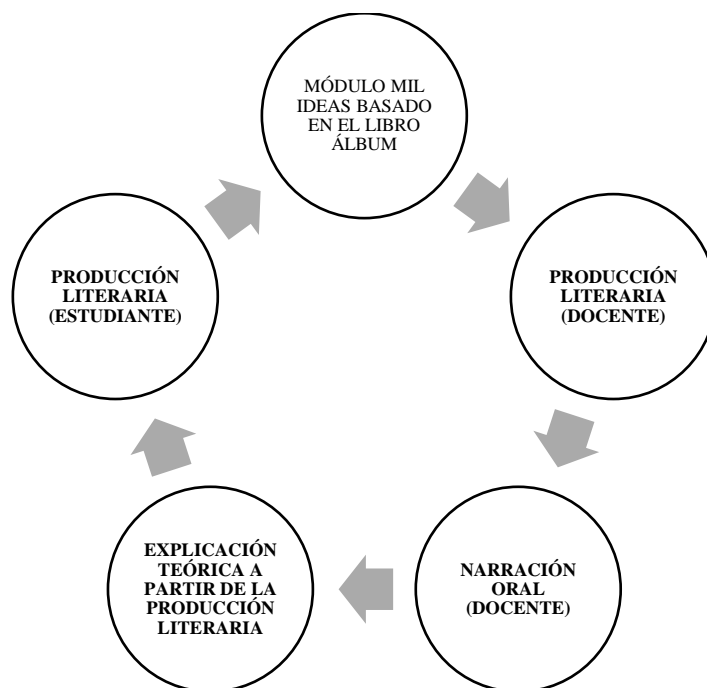 MÓDULO MIL
IDEAS BASADO
EN EL LIBRO
ÁLBUM
PRODUCCIÓN
LITERARIA
(DOCENTE)
NARRACIÓN
ORAL
(DOCENTE)
EXPLICACIÓN
TEÓRICA A
PARTIR DE LA
PRODUCCIÓN
LITERARIA
PRODUCCIÓN
LITERARIA
(ESTUDIANTE)